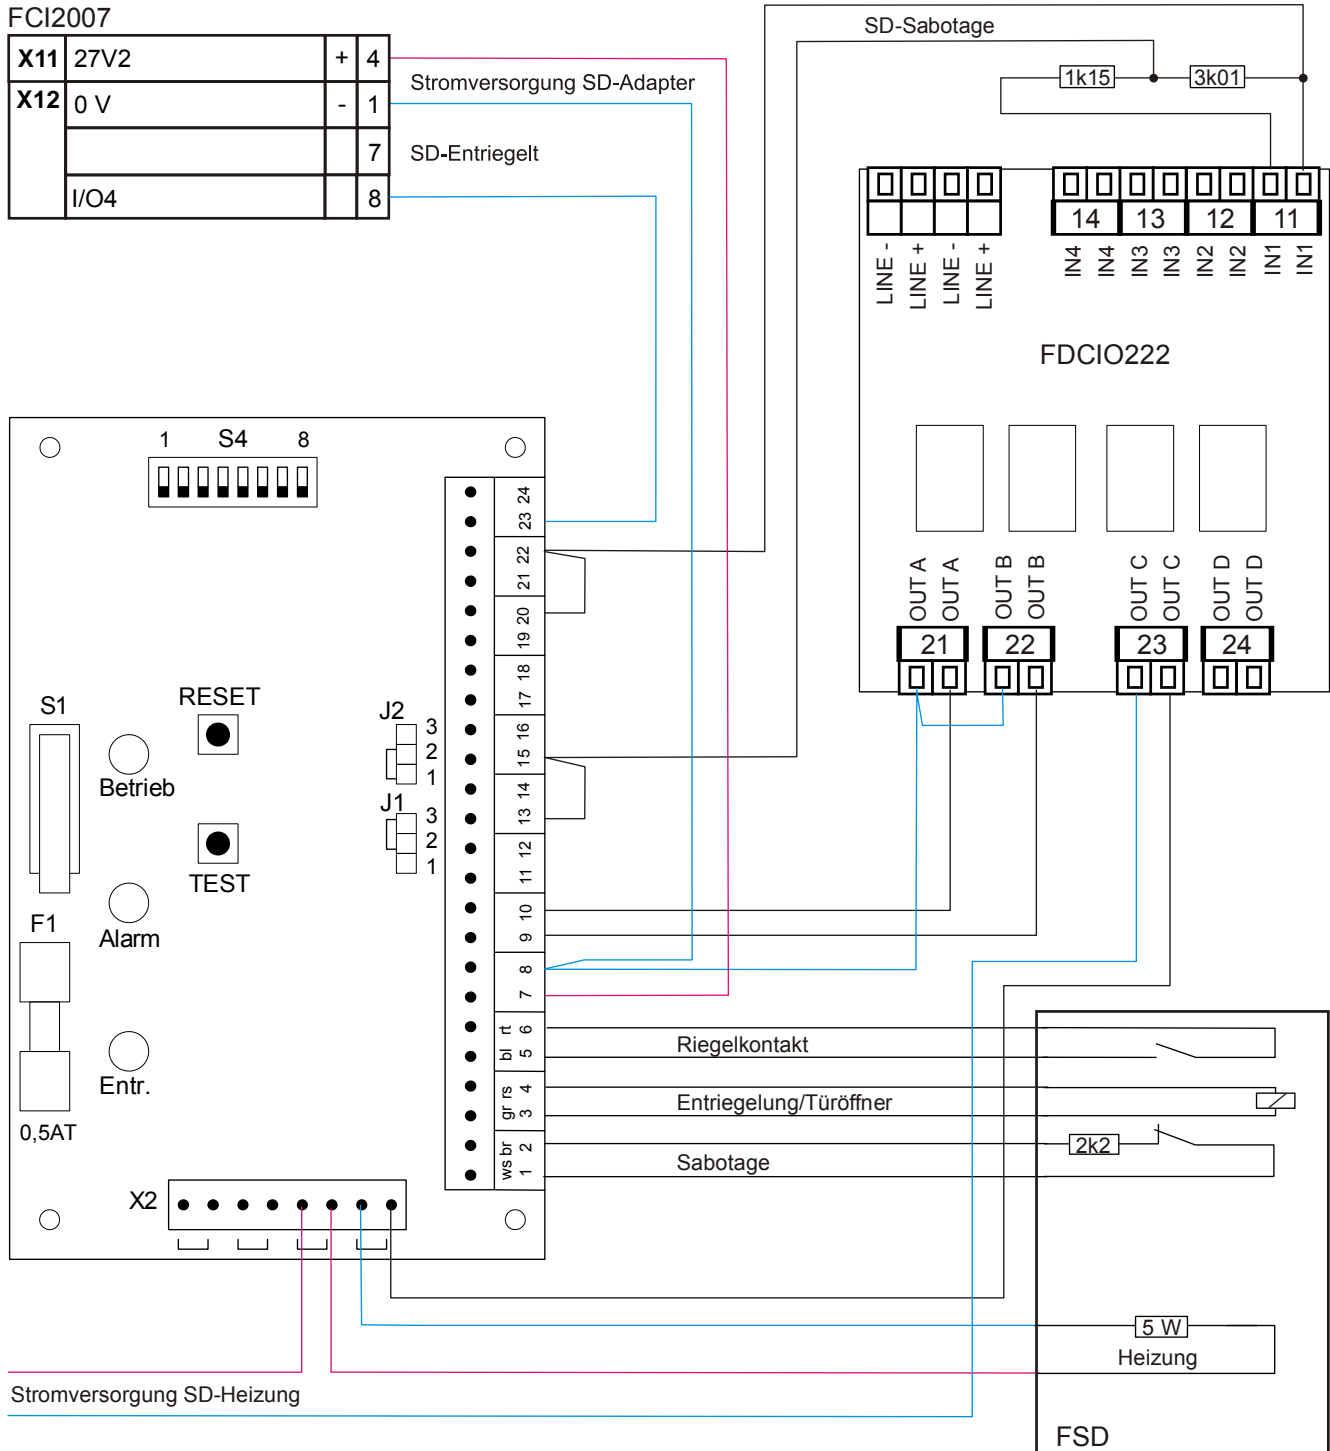 FCI2007
X11 27V2 + 4
X12 0 V - 1
7
I/O4 8
Stromversorgung SD-Adapter
SD-Entriegelt
SD-Sabotage
1k15 3k01
14 13 12 11
LINE - LINE + LINE - LINE + IN4 IN4 IN3 IN3 IN2 IN2 IN1 IN1
FDCIO222
OUT A OUT A OUT B OUT B OUT C OUT C OUT D OUT D
21 22 23 24
1 S4 8
24
23
22
21
20
19
18
17
16
15
14
13
12
11
10
9
8
7
rt 6
bl 5
rs 4
gr 3
br 2
ws 1
S1
RESET
Betrieb
TEST
J2
3
2
1
J1
3
2
1
F1
Alarm
Entr.
0,5AT
X2
Riegelkontakt
Entriegelung/Türöffner
2k2
Sabotage
5 W
Heizung
Stromversorgung SD-Heizung
FSD